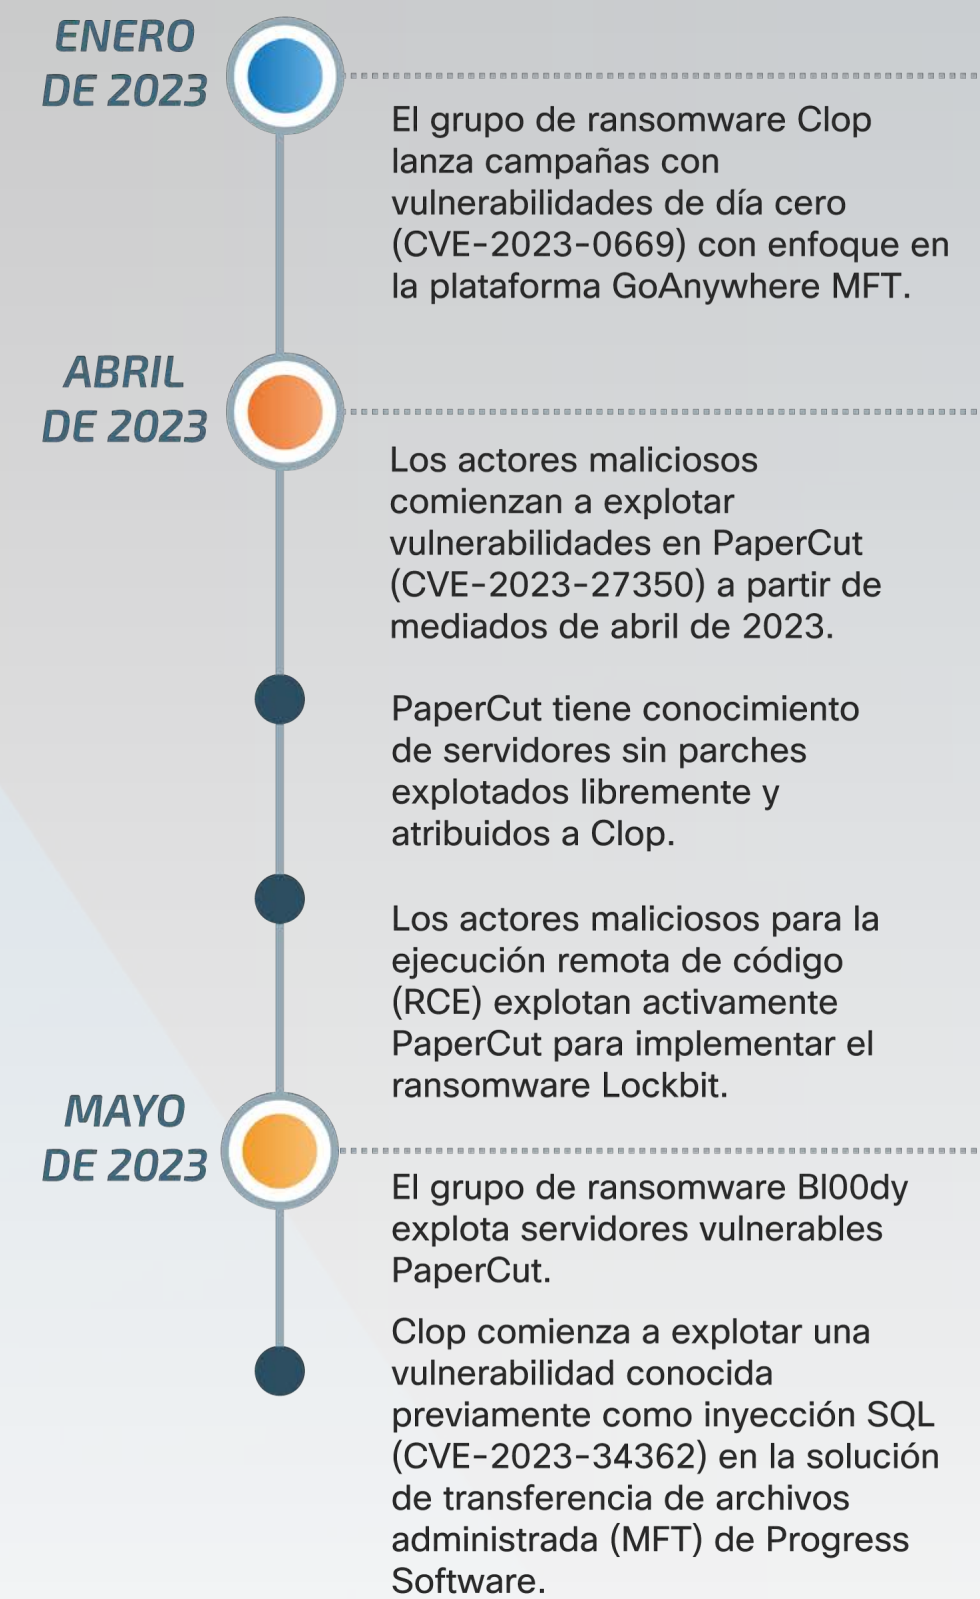 ENERO
DE 2023
El grupo de ransomware Clop
lanza campañas con
vulnerabilidades de día cero
(CVE-2023-0669) con enfoque en
la plataforma GoAnywhere MFT.
ABRIL
DE 2023
Los actores maliciosos
comienzan a explotar
vulnerabilidades en PaperCut
(CVE-2023-27350) a partir de
mediados de abril de 2023.
PaperCut tiene conocimiento
de servidores sin parches
explotados libremente y
atribuidos a Clop.
Los actores maliciosos para la
ejecución remota de código
(RCE) explotan activamente
PaperCut para implementar el
ransomware Lockbit.
MAYO
DE 2023
El grupo de ransomware Bl00dy
explota servidores vulnerables
PaperCut.
Clop comienza a explotar una
vulnerabilidad conocida
previamente como inyección SQL
(CVE-2023-34362) en la solución
de transferencia de archivos
administrada (MFT) de Progress
Software.